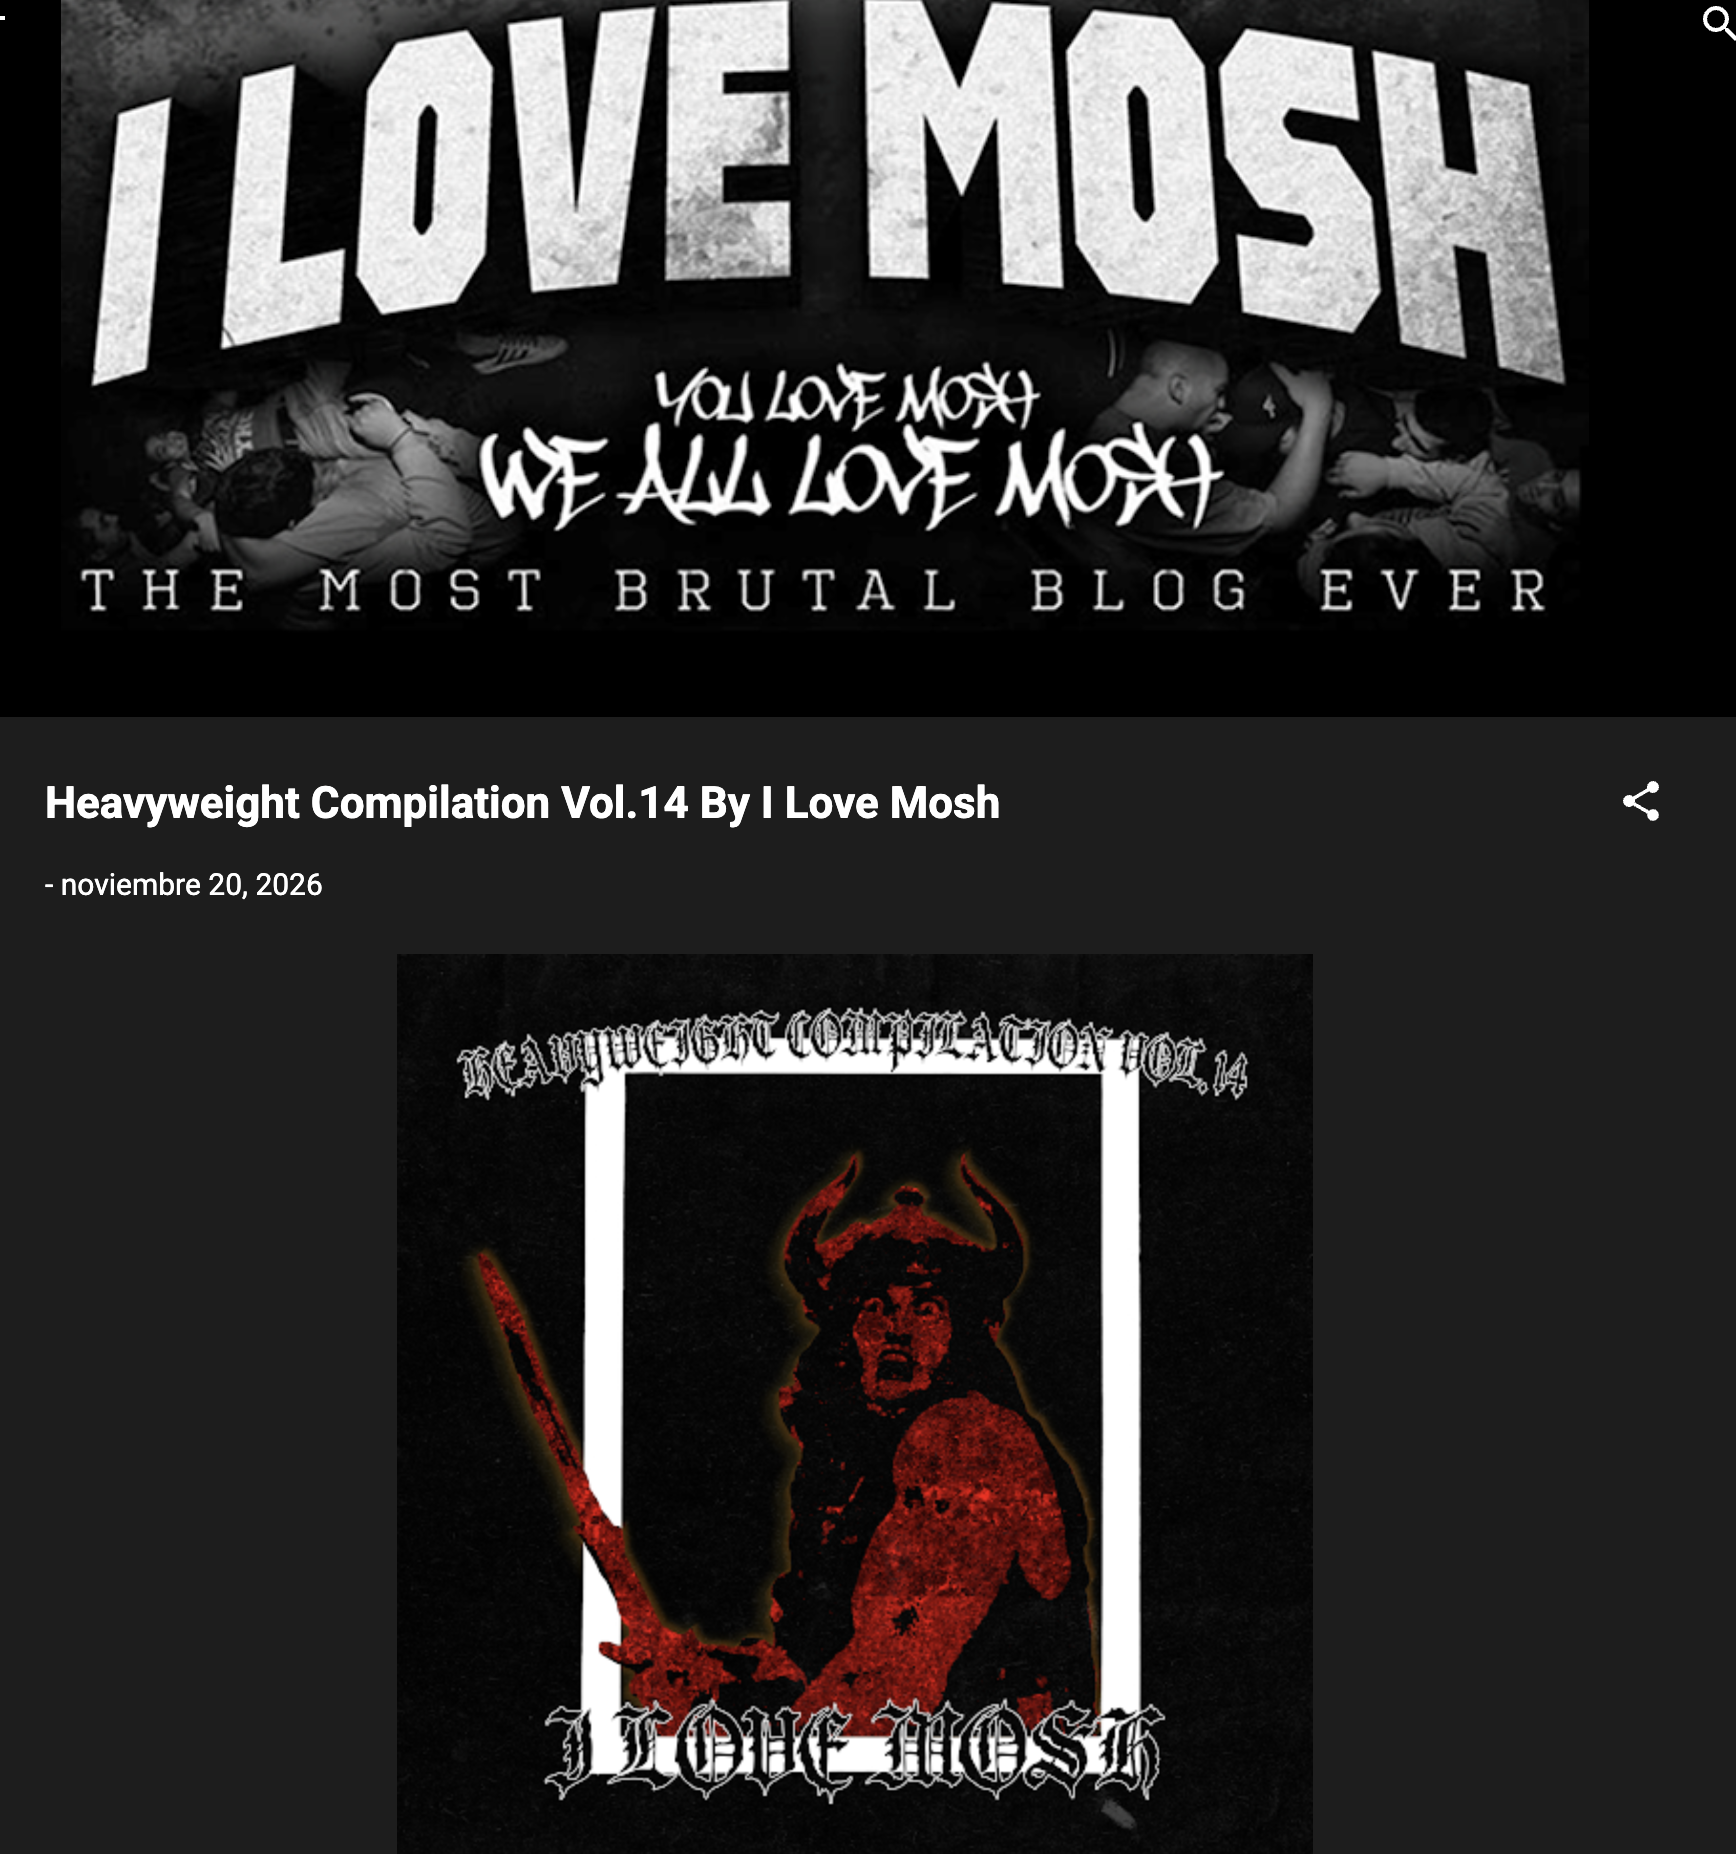 I LOVE MOSH
YOU LOVE MOSH
WE ALL LOVE MOSH
THE MOST BRUTAL BLOG EVER
Heavyweight Compilation Vol.14 By I Love Mosh
- noviembre 20, 2026
HEAVYWEIGHT COMPILATION VOL.14
I LOVE MOSH